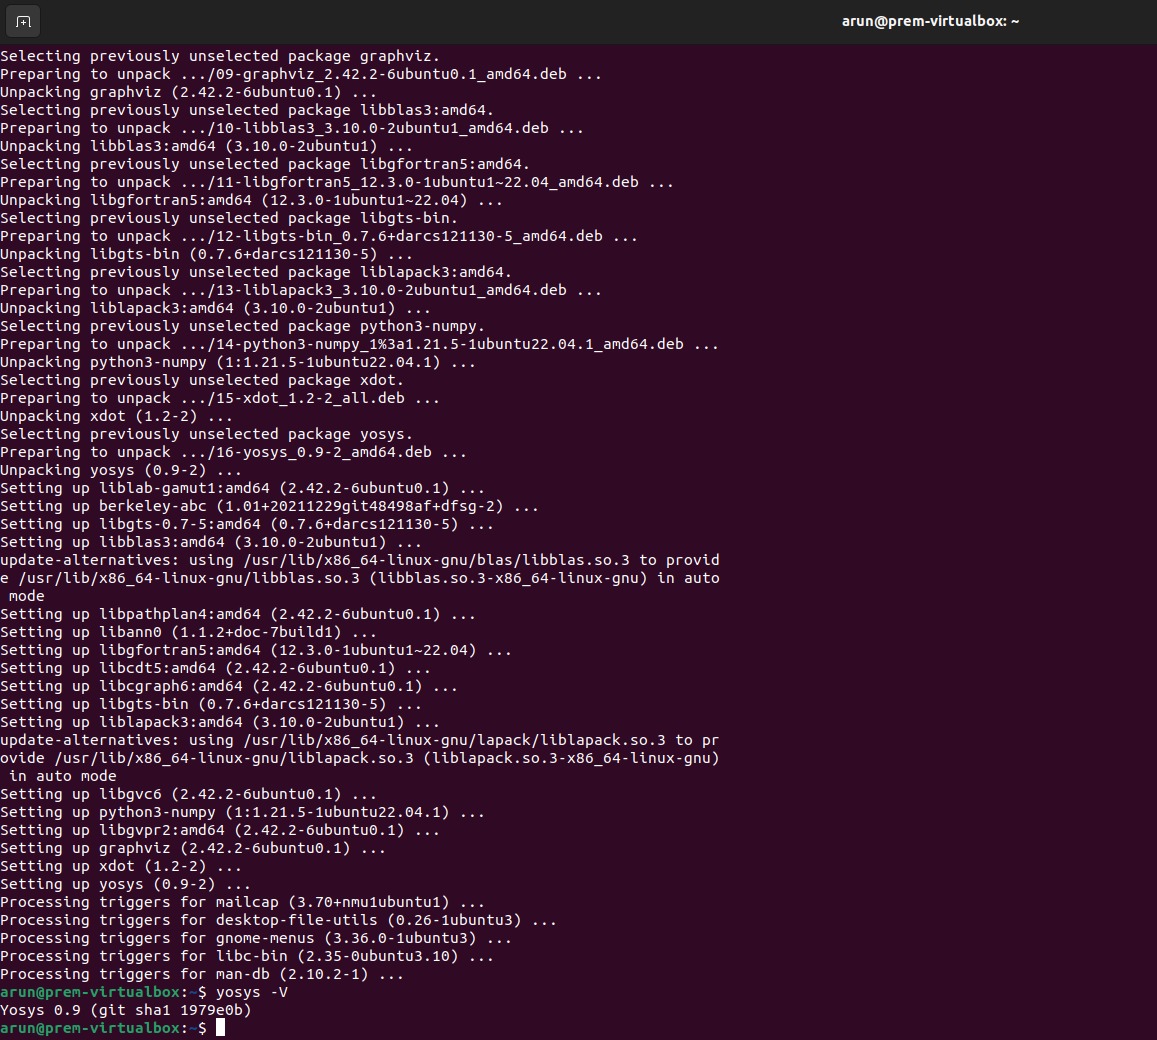 arun@prem-virtualbox: ~
Selecting previously unselected package graphviz.
Preparing to unpack .../09-graphviz_2.42.2-6ubuntu0.1_amd64.deb ...
Unpacking graphviz (2.42.2-6ubuntu0.1) ...
Selecting previously unselected package libblas3:amd64.
Preparing to unpack .../10-libblas3_3.10.0-2ubuntu1_amd64.deb ...
Unpacking libblas3:amd64 (3.10.0-2ubuntu1) ...
Selecting previously unselected package libgfortran5:amd64.
Preparing to unpack .../11-libgfortran5_12.3.0-1ubuntu1~22.04_amd64.deb ...
Unpacking libgfortran5:amd64 (12.3.0-1ubuntu1~22.04) ...
Selecting previously unselected package libgts-bin.
Preparing to unpack .../12-libgts-bin_0.7.6+darcs121130-5_amd64.deb ...
Unpacking libgts-bin (0.7.6+darcs121130-5) ...
Selecting previously unselected package liblapack3:amd64.
Preparing to unpack .../13-liblapack3_3.10.0-2ubuntu1_amd64.deb ...
Unpacking liblapack3:amd64 (3.10.0-2ubuntu1) ...
Selecting previously unselected package python3-numpy.
Preparing to unpack .../14-python3-numpy_1%3a1.21.5-1ubuntu22.04.1_amd64.deb ...
Unpacking python3-numpy (1:1.21.5-1ubuntu22.04.1) ...
Selecting previously unselected package xdot.
Preparing to unpack .../15-xdot_1.2-2_all.deb ...
Unpacking xdot (1.2-2) ...
Selecting previously unselected package yosys.
Preparing to unpack .../16-yosys_0.9-2_amd64.deb ...
Unpacking yosys (0.9-2) ...
Setting up liblab-gamut1:amd64 (2.42.2-6ubuntu0.1) ...
Setting up berkeley-abc (1.01+20211229git48498af+dfsg-2) ...
Setting up libgts-0.7-5:amd64 (0.7.6+darcs121130-5) ...
Setting up libblas3:amd64 (3.10.0-2ubuntu1) ...
update-alternatives: using /usr/lib/x86_64-linux-gnu/blas/libblas.so.3 to provid
e /usr/lib/x86_64-linux-gnu/libblas.so.3 (libblas.so.3-x86_64-linux-gnu) in auto
 mode
Setting up libpathplan4:amd64 (2.42.2-6ubuntu0.1) ...
Setting up libann0 (1.1.2+doc-7build1) ...
Setting up libgfortran5:amd64 (12.3.0-1ubuntu1~22.04) ...
Setting up libcdt5:amd64 (2.42.2-6ubuntu0.1) ...
Setting up libcgraph6:amd64 (2.42.2-6ubuntu0.1) ...
Setting up libgts-bin (0.7.6+darcs121130-5) ...
Setting up liblapack3:amd64 (3.10.0-2ubuntu1) ...
update-alternatives: using /usr/lib/x86_64-linux-gnu/lapack/liblapack.so.3 to pr
ovide /usr/lib/x86_64-linux-gnu/liblapack.so.3 (liblapack.so.3-x86_64-linux-gnu)
 in auto mode
Setting up libgvc6 (2.42.2-6ubuntu0.1) ...
Setting up python3-numpy (1:1.21.5-1ubuntu22.04.1) ...
Setting up libgvpr2:amd64 (2.42.2-6ubuntu0.1) ...
Setting up graphviz (2.42.2-6ubuntu0.1) ...
Setting up xdot (1.2-2) ...
Setting up yosys (0.9-2) ...
Processing triggers for mailcap (3.70+nmu1ubuntu1) ...
Processing triggers for desktop-file-utils (0.26-1ubuntu3) ...
Processing triggers for gnome-menus (3.36.0-1ubuntu3) ...
Processing triggers for libc-bin (2.35-0ubuntu3.10) ...
Processing triggers for man-db (2.10.2-1) ...
arun@prem-virtualbox:~$ yosys -V
Yosys 0.9 (git sha1 1979e0b)
arun@prem-virtualbox:~$